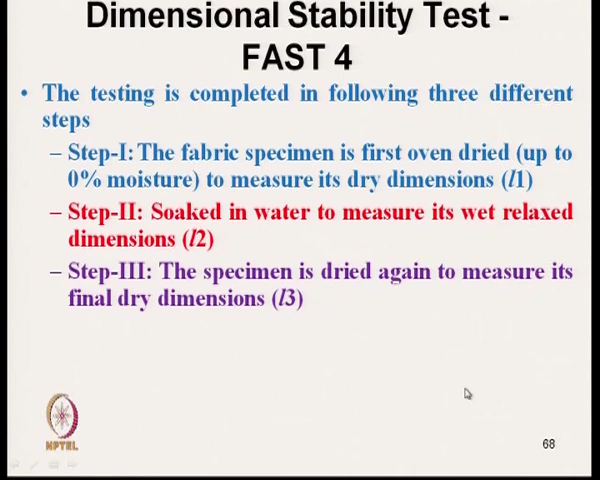 Dimensional Stability Test -
FAST 4
• The testing is completed in following three different
steps
– Step-I: The fabric specimen is first oven dried (up to
0% moisture) to measure its dry dimensions (l1)
– Step-II: Soaked in water to measure its wet relaxed
dimensions (l2)
– Step-III: The specimen is dried again to measure its
final dry dimensions (l3)
NPTEL
68